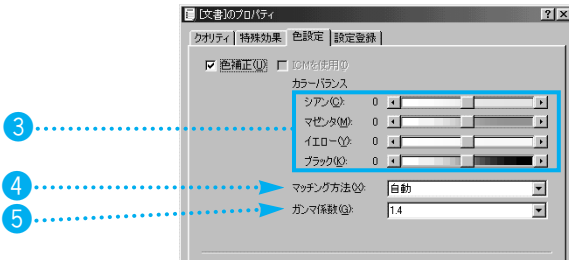 [文書]のプロパティ ? ×
クオリティ 特殊効果 色設定 設定登録
色補正(U) ICMを使用(I)
カラーバランス
3 シアン(C): 0
マゼンタ(M): 0
イエロー(Y): 0
ブラック(K): 0
4 マッチング方法(X): 自動
5 ガンマ係数(G): 1.4